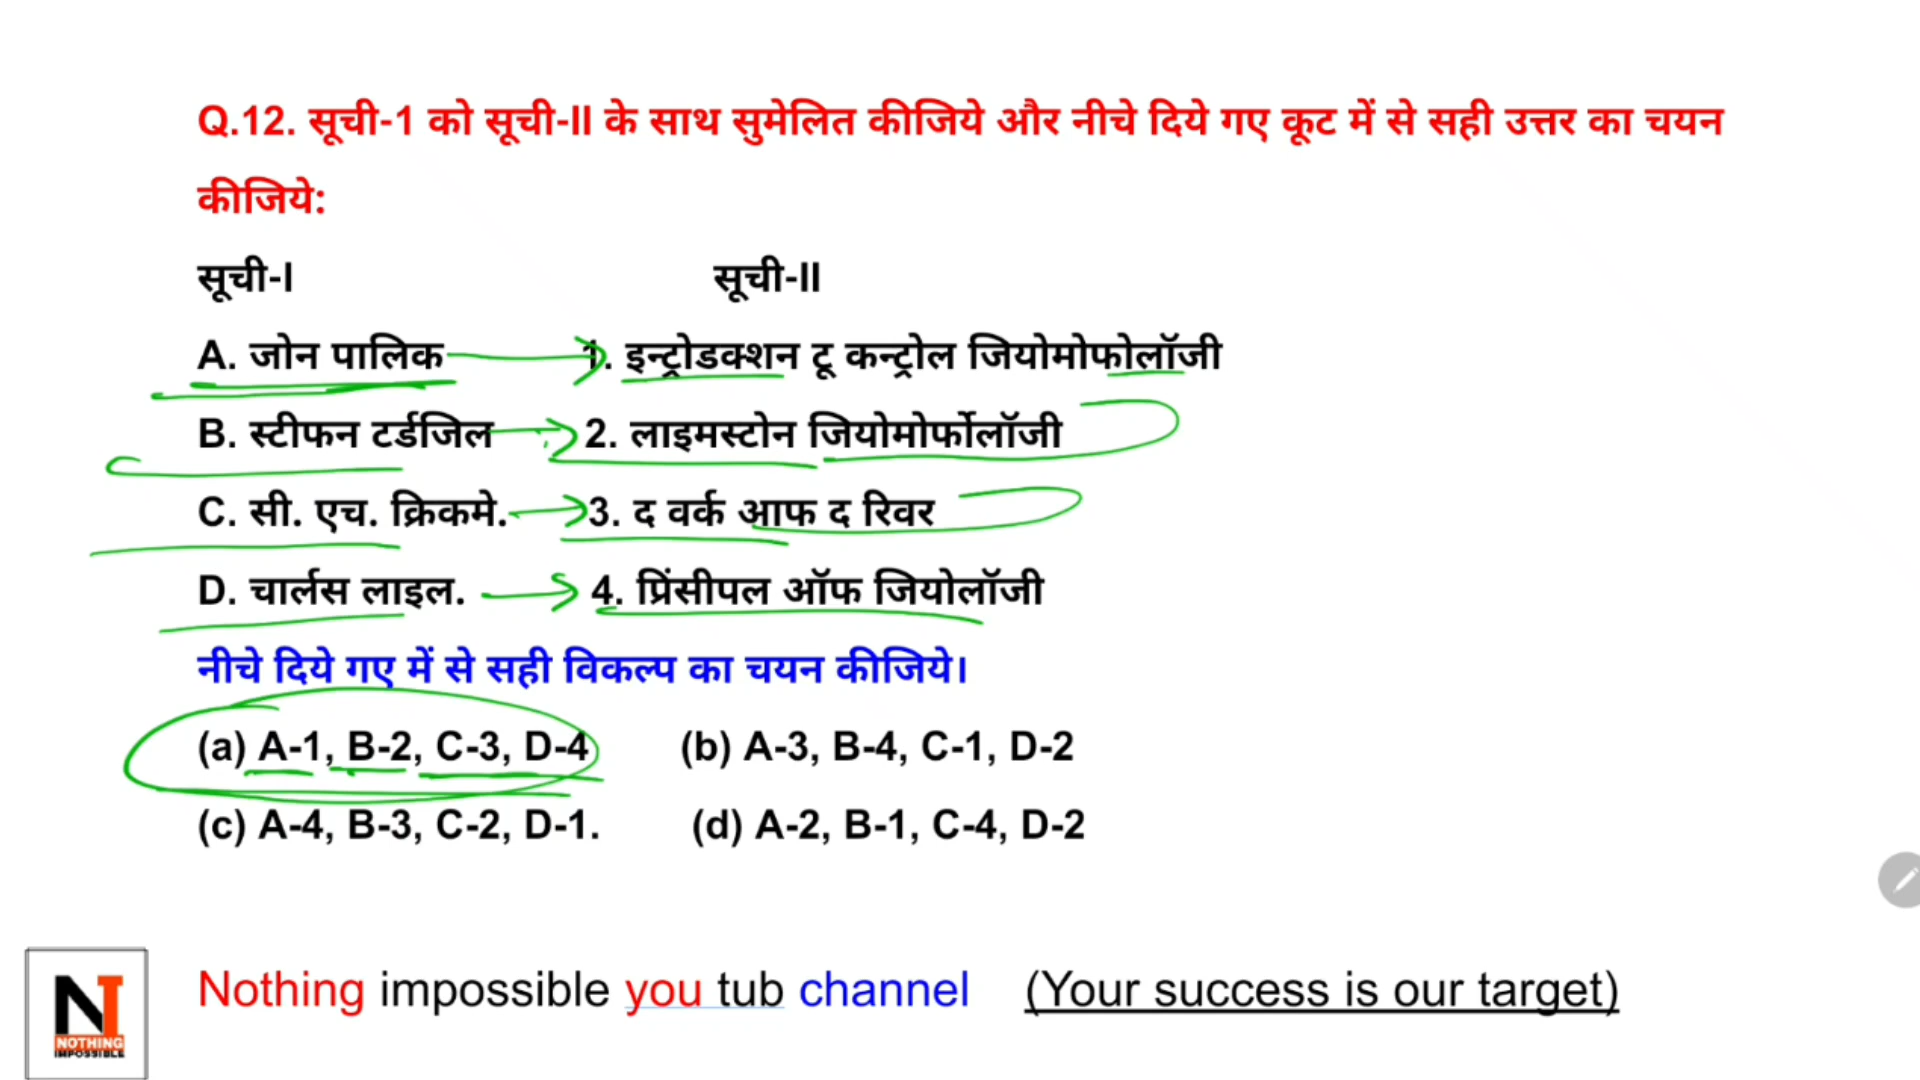 Q.12. सूची-1 को सूची-II के साथ सुमेलित कीजिये और नीचे दिये गए कूट में से सही उत्तर का चयन
कीजिये:
सूची-I सूची-II
A. जोन पालिक 1. इन्ट्रोडक्शन टू कन्ट्रोल जियोमोफोलॉजी
B. स्टीफन टर्डजिल 2. लाइमस्टोन जियोमोर्फोलॉजी
C. सी. एच. क्रिकमे. 3. द वर्क आफ द रिवर
D. चार्लस लाइल. 4. प्रिंसीपल ऑफ जियोलॉजी
नीचे दिये गए में से सही विकल्प का चयन कीजिये।
(a) A-1, B-2, C-3, D-4 (b) A-3, B-4, C-1, D-2
(c) A-4, B-3, C-2, D-1. (d) A-2, B-1, C-4, D-2
Nothing impossible you tub channel (Your success is our target)
NOTHING
IMPOSSIBLE